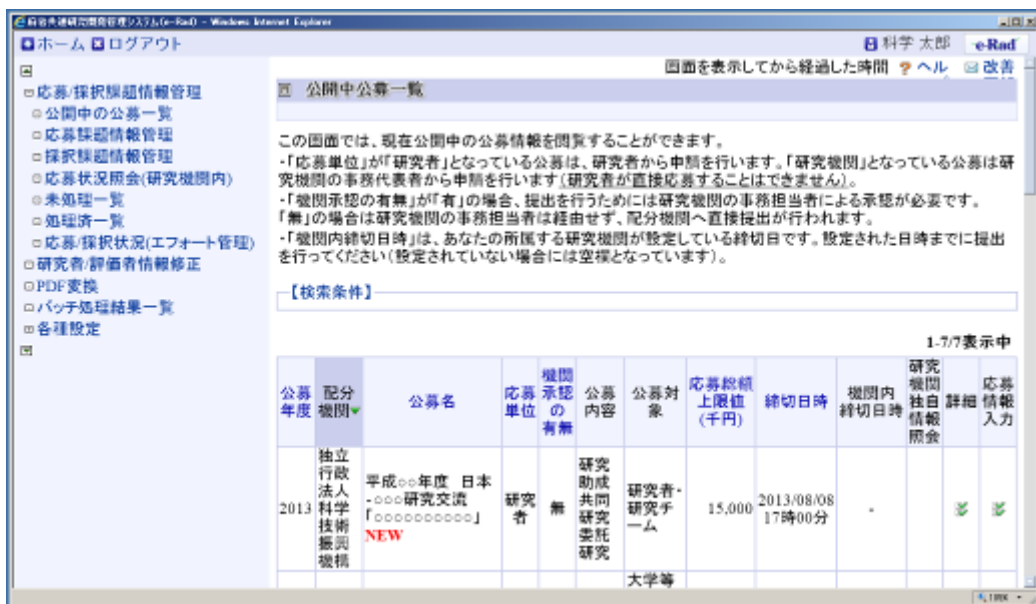 府省共通研究開発管理システム(e-Rad) - Windows Internet Explorer
ホーム ログアウト
科学 太郎 e-Rad
画面を表示してから経過した時間 ? ヘル 改善
応募/採択課題情報管理
公開中の公募一覧
応募課題情報管理
採択課題情報管理
応募状況照会(研究機関内)
未処理一覧
処理済一覧
応募/採択状況(エフォート管理)
研究者/評価者情報修正
PDF変換
バッチ処理結果一覧
各種設定
公開中公募一覧
この画面では、現在公開中の公募情報を閲覧することができます。
・「応募単位」が「研究者」となっている公募は、研究者から申請を行います。「研究機関」となっている公募は研
究機関の事務代表者から申請を行います(研究者が直接応募することはできません)。
・「機関承認の有無」が「有」の場合、提出を行うためには研究機関の事務担当者による承認が必要です。
「無」の場合は研究機関の事務担当者は経由せず、配分機関へ直接提出が行われます。
・「機関内締切日時」は、あなたの所属する研究機関が設定している締切日です。設定された日時までに提出
を行ってください(設定されていない場合には空欄となっています)。
【検索条件】
1-7/7表示中
公募
年度
配分
機関▼
公募名
応募
単位
機関
承認
の
有無
公募
内容
公募対
象
応募総額
上限値
(千円)
締切日時
機関内
締切日時
研究
機関
独自
情報
照会
詳細
応募
情報
入力
2013
独立
行政
法人
科学
技術
振興
機構
平成○○年度 日本
-○○○研究交流
「○○○○○○○○○○」
NEW
研究
者
無
研究
助成
共同
研究
委託
研究
研究者・
研究チ
ーム
15,000
2013/08/08
17時00分
-
大学等
100%